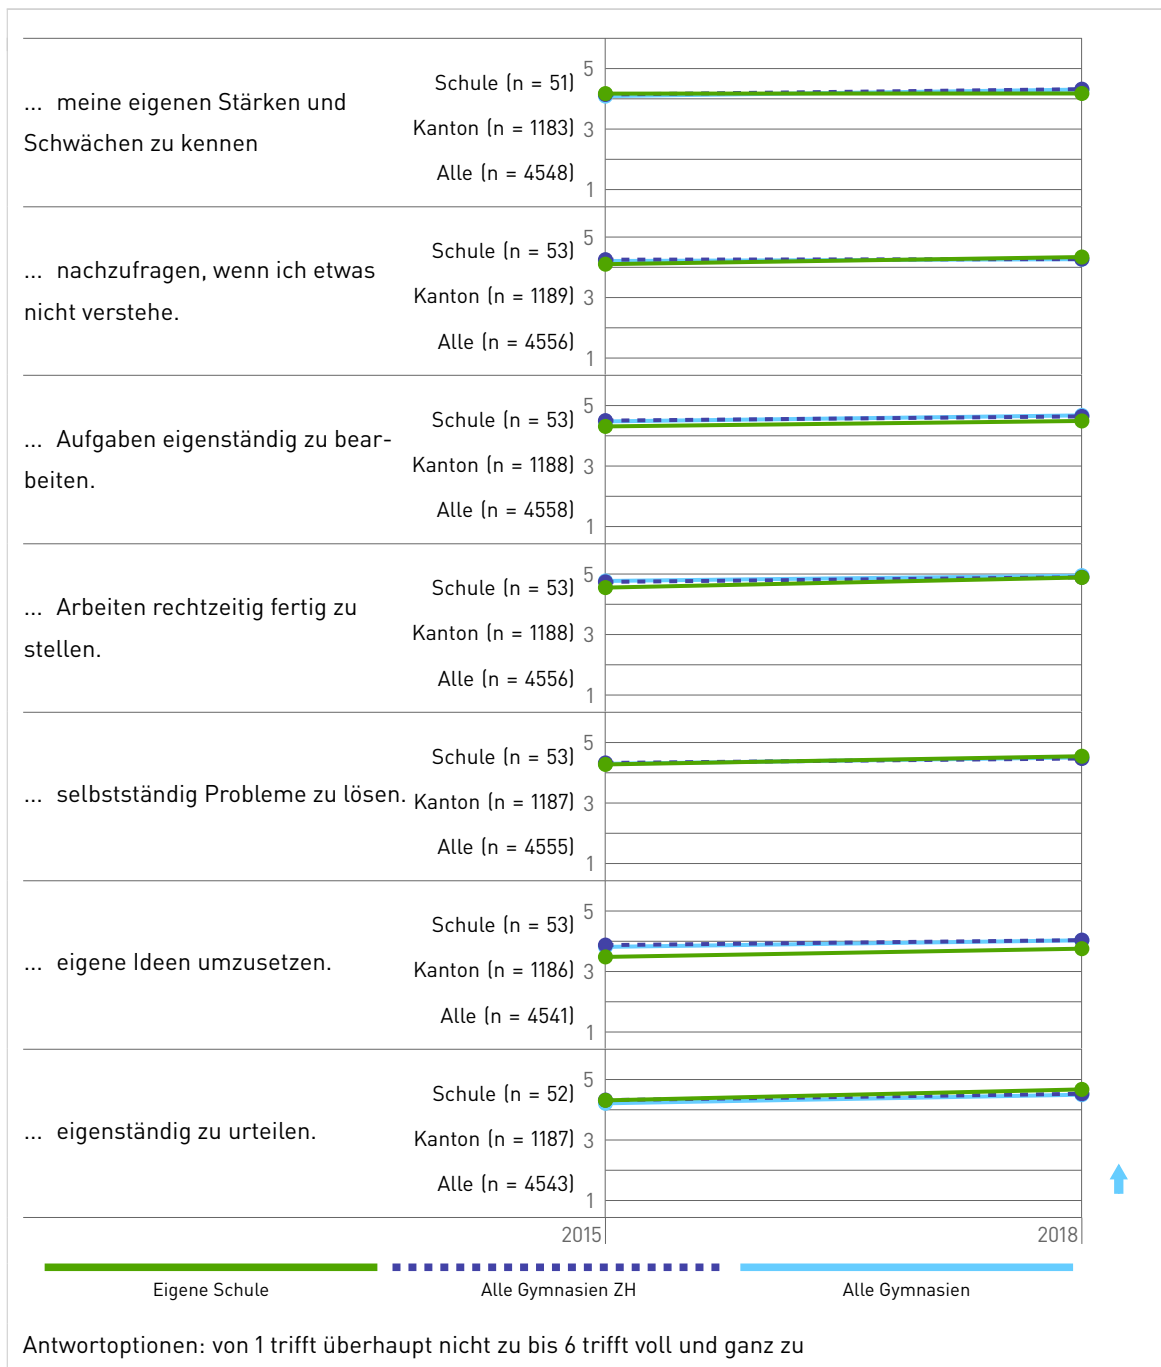 ... meine eigenen Stärken und
Schwächen zu kennen
Schule (n = 51)
Kanton (n = 1183)
Alle (n = 4548)
5
3
1
... nachzufragen, wenn ich etwas
nicht verstehe.
Schule (n = 53)
Kanton (n = 1189)
Alle (n = 4556)
5
3
1
... Aufgaben eigenständig zu bear-
beiten.
Schule (n = 53)
Kanton (n = 1188)
Alle (n = 4558)
5
3
1
... Arbeiten rechtzeitig fertig zu
stellen.
Schule (n = 53)
Kanton (n = 1188)
Alle (n = 4556)
5
3
1
... selbstständig Probleme zu lösen.
Schule (n = 53)
Kanton (n = 1187)
Alle (n = 4555)
5
3
1
... eigene Ideen umzusetzen.
Schule (n = 53)
Kanton (n = 1186)
Alle (n = 4541)
5
3
1
... eigenständig zu urteilen.
Schule (n = 52)
Kanton (n = 1187)
Alle (n = 4543)
5
3
1
2015 2018
Eigene Schule Alle Gymnasien ZH Alle Gymnasien
Antwortoptionen: von 1 trifft überhaupt nicht zu bis 6 trifft voll und ganz zu